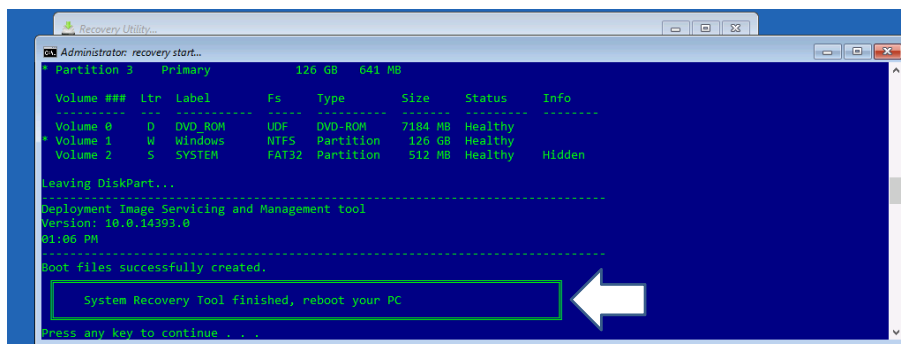 Recovery Utility...
Administrator: recovery start...
* Partition 3    Primary             126 GB   641 MB
  Volume ###  Ltr  Label        Fs     Type        Size     Status     Info
  ----------  ---  -----------  -----  ----------  -------  ---------  --------
  Volume 0     D   DVD_ROM      UDF    DVD-ROM     7184 MB  Healthy
* Volume 1     W   Windows      NTFS   Partition    126 GB  Healthy
  Volume 2     S   SYSTEM       FAT32  Partition    512 MB  Healthy    Hidden
Leaving DiskPart...
Deployment Image Servicing and Management tool
Version: 10.0.14393.0
01:06 PM
Boot files successfully created.
System Recovery Tool finished, reboot your PC
Press any key to continue . . .